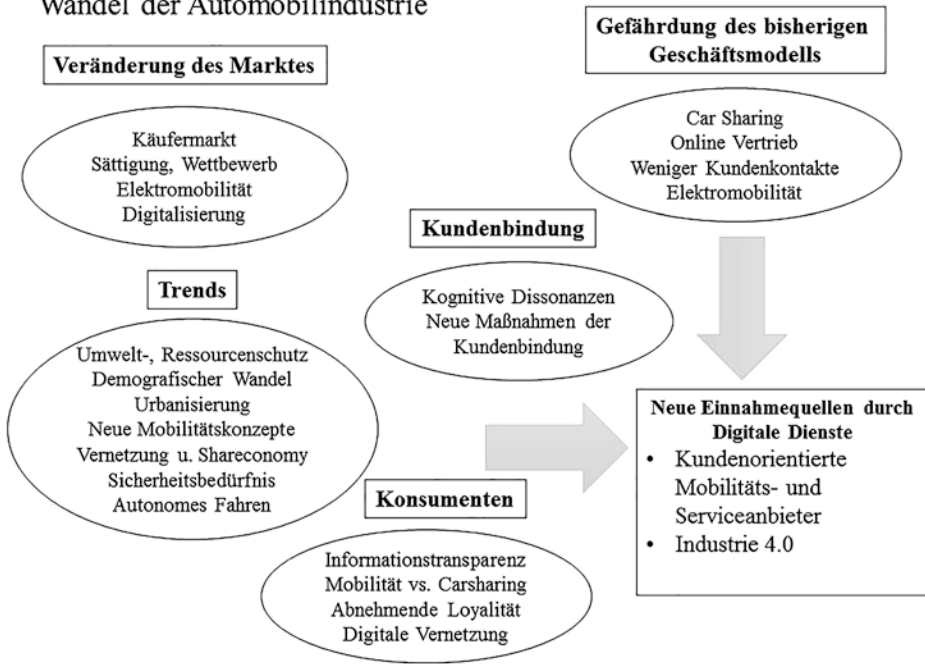 Wandel der Automobilindustrie
Veränderung des Marktes
Käufermarkt
Sättigung, Wettbewerb
Elektromobilität
Digitalisierung
Gefährdung des bisherigen
Geschäftsmodells
Car Sharing
Online Vertrieb
Weniger Kundenkontakte
Elektromobilität
Kundenbindung
Kognitive Dissonanzen
Neue Maßnahmen der
Kundenbindung
Trends
Umwelt-, Ressourcenschutz
Demografischer Wandel
Urbanisierung
Neue Mobilitätskonzepte
Vernetzung u. Shareconomy
Sicherheitsbedürfnis
Autonomes Fahren
Konsumenten
Informationstransparenz
Mobilität vs. Carsharing
Abnehmende Loyalität
Digitale Vernetzung
Neue Einnahmequellen durch
Digitale Dienste
• Kundenorientierte
Mobilitäts- und
Serviceanbieter
• Industrie 4.0